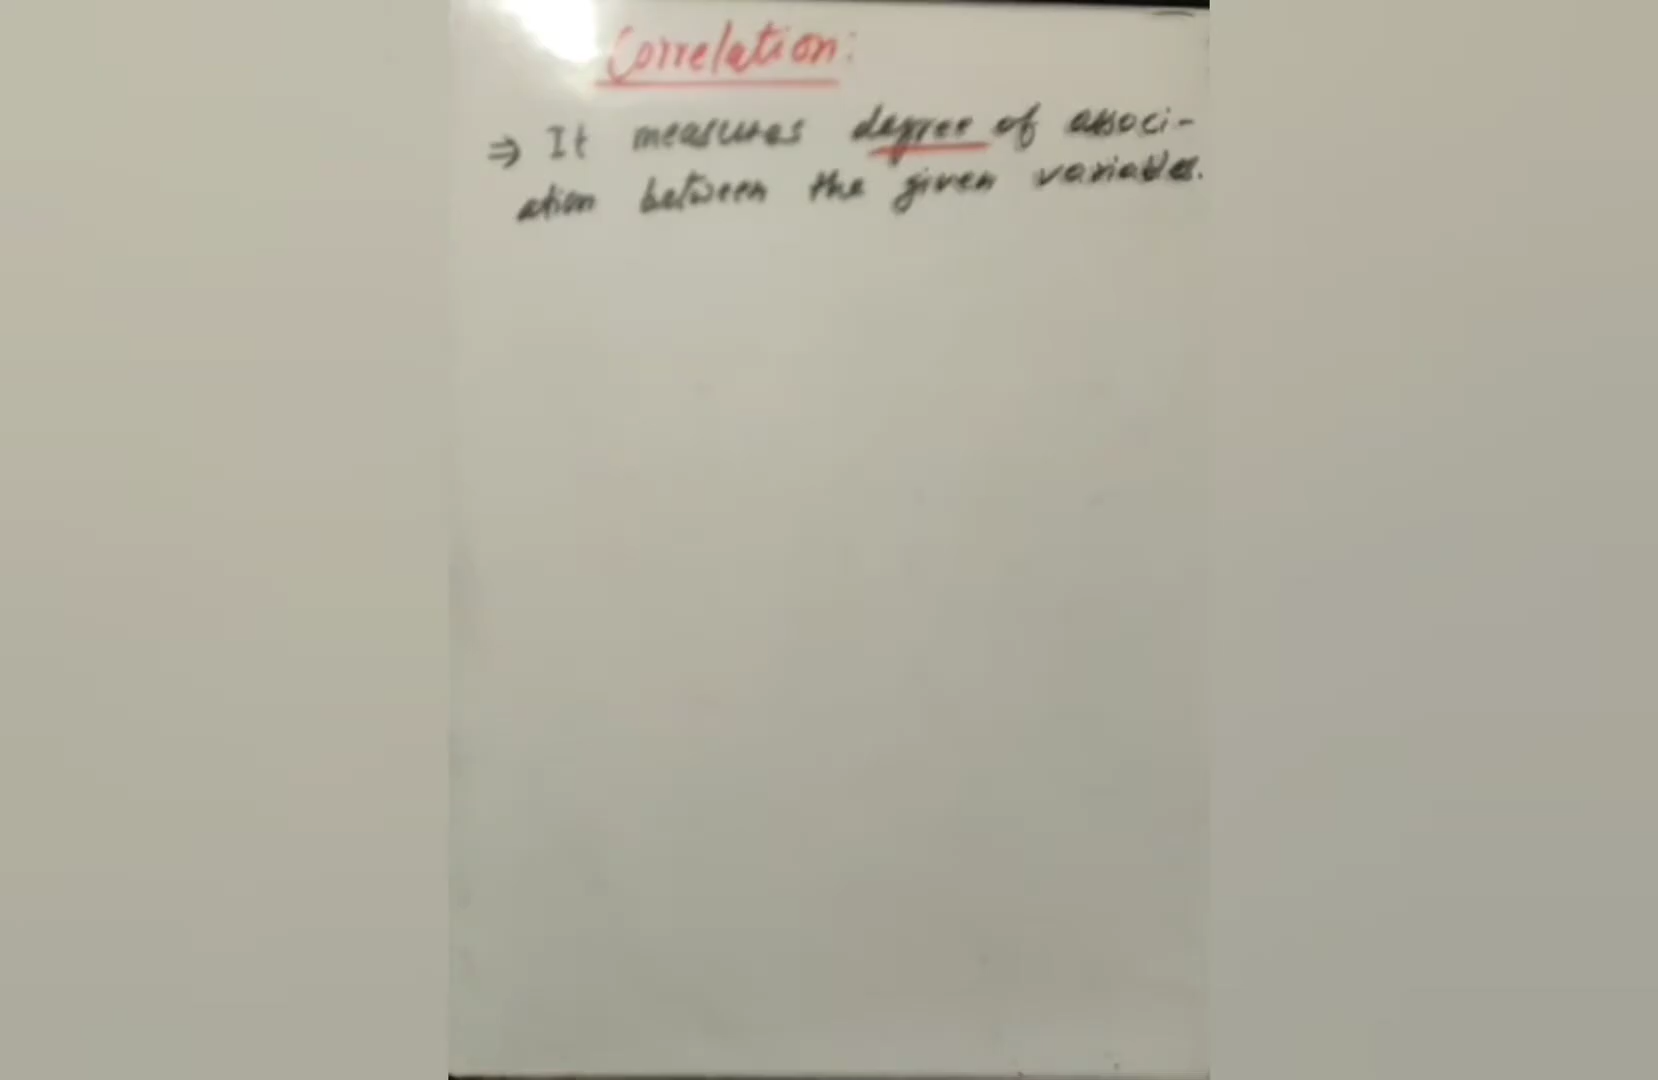 Correlation:
⇒ It measures degree of associ-
ation between the given variables.